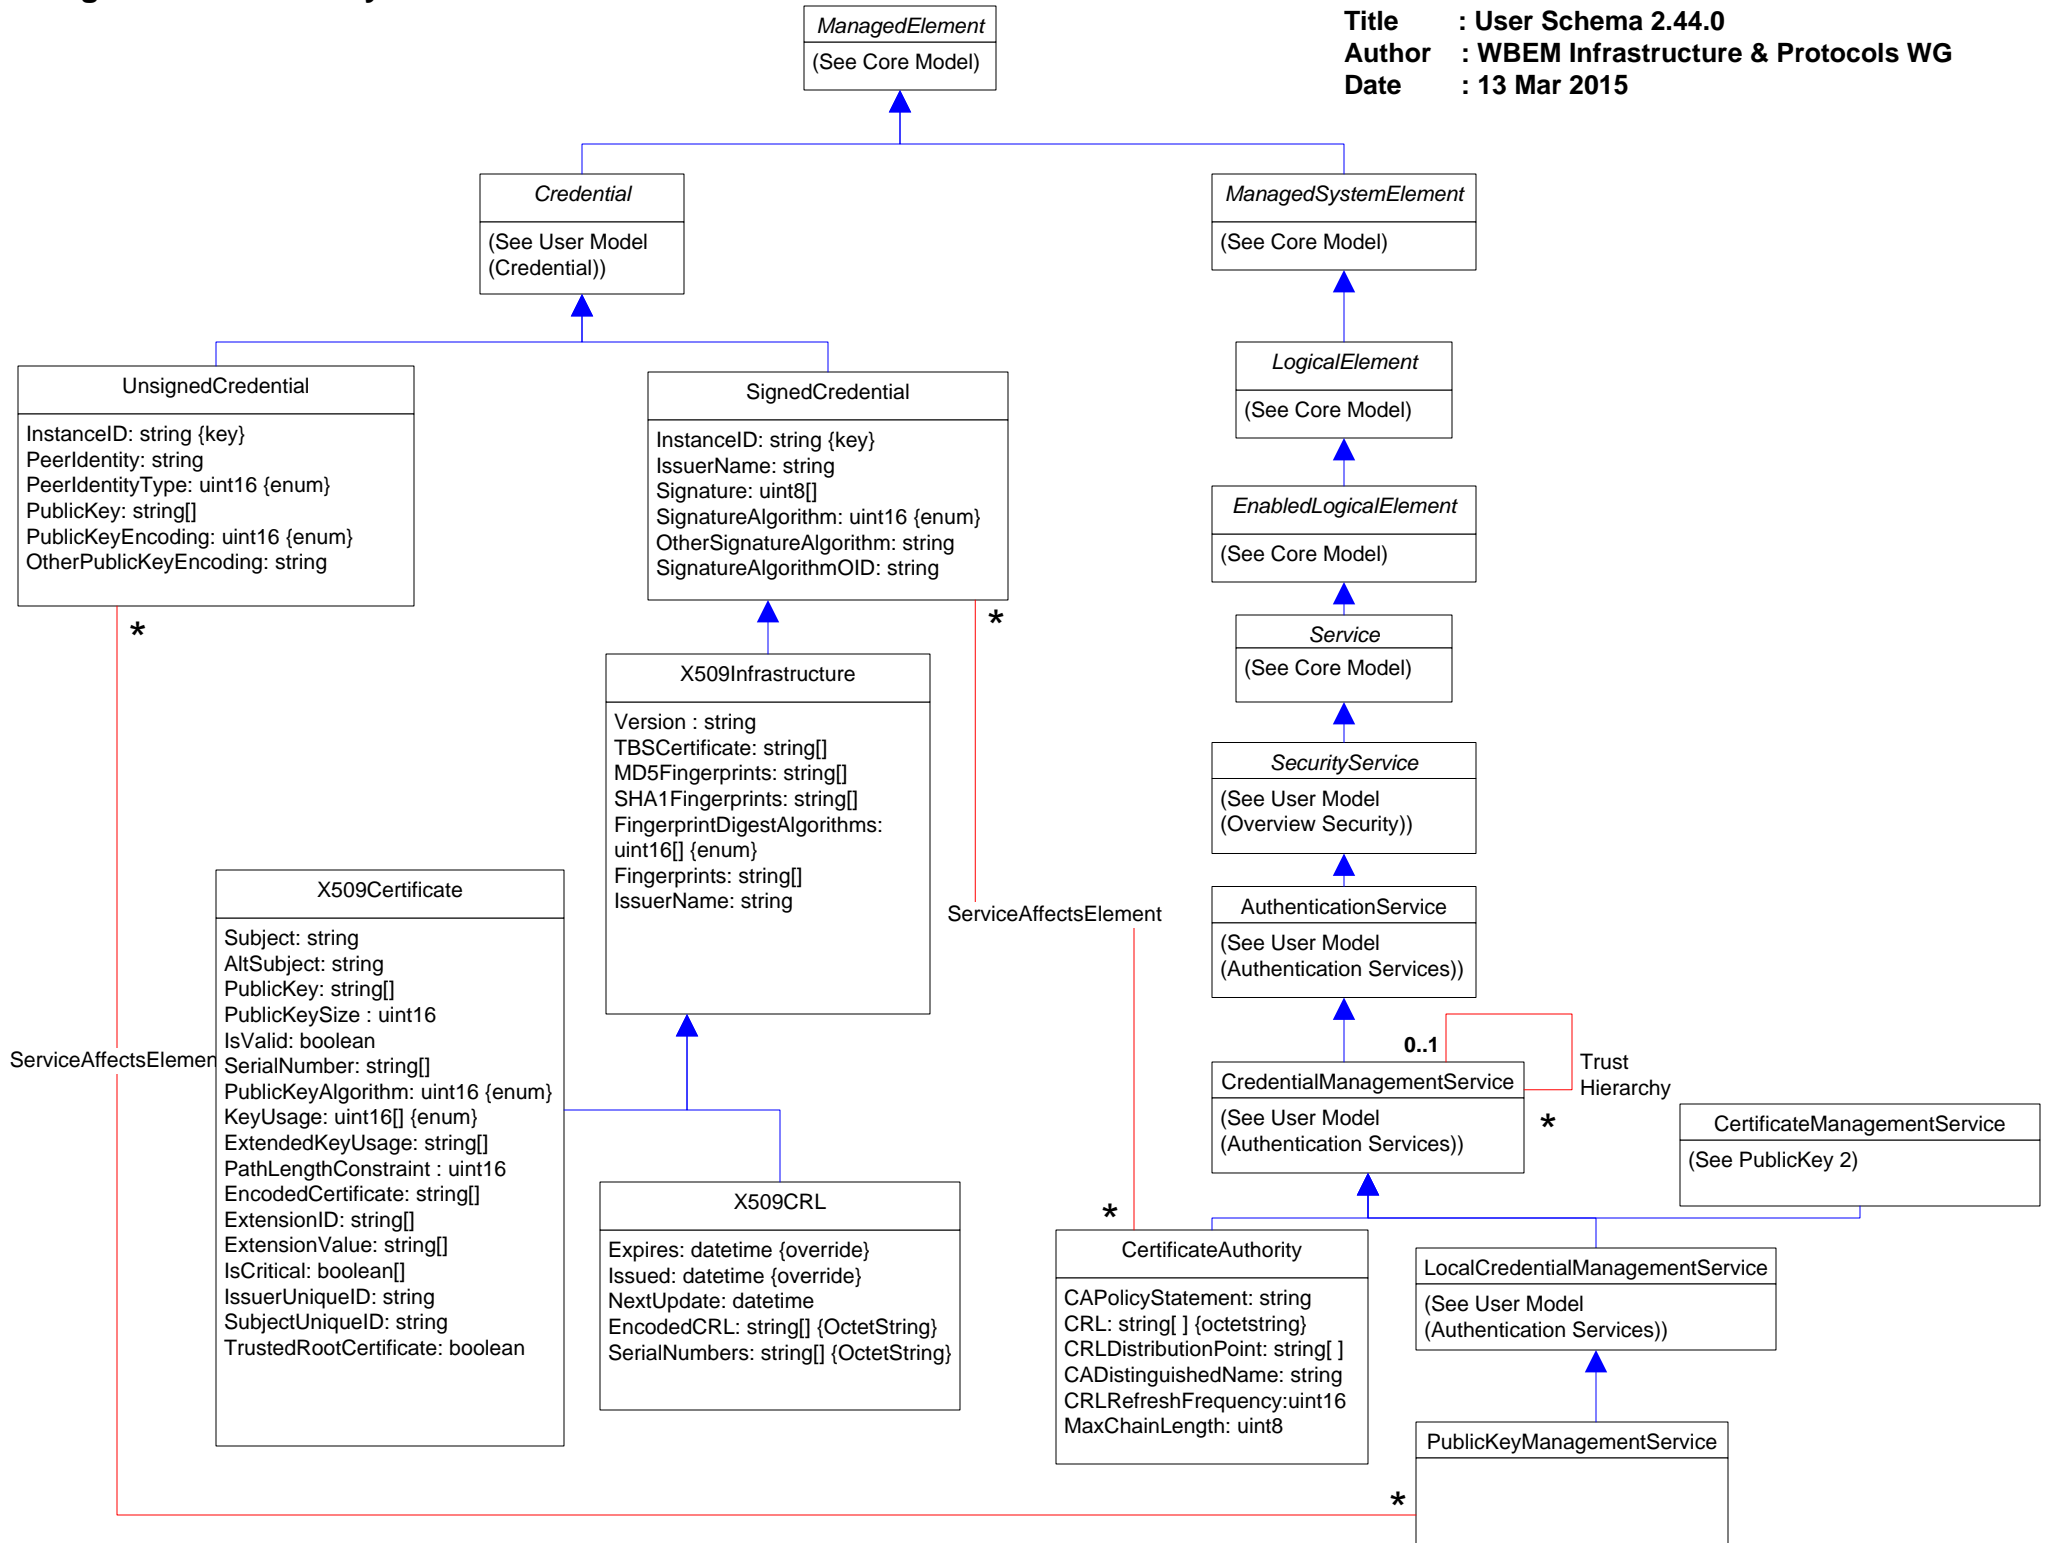 ManagedElement
(See Core Model)
Title : User Schema 2.44.0
Author : WBEM Infrastructure & Protocols WG
Date : 13 Mar 2015
Credential
(See User Model
(Credential))
ManagedSystemElement
(See Core Model)
LogicalElement
(See Core Model)
UnsignedCredential
InstanceID: string {key}
PeerIdentity: string
PeerIdentityType: uint16 {enum}
PublicKey: string[]
PublicKeyEncoding: uint16 {enum}
OtherPublicKeyEncoding: string
*
SignedCredential
InstanceID: string {key}
IssuerName: string
Signature: uint8[]
SignatureAlgorithm: uint16 {enum}
OtherSignatureAlgorithm: string
SignatureAlgorithmOID: string
*
EnabledLogicalElement
(See Core Model)
Service
(See Core Model)
X509Infrastructure
Version : string
TBSCertificate: string[]
MD5Fingerprints: string[]
SHA1Fingerprints: string[]
FingerprintDigestAlgorithms:
uint16[] {enum}
Fingerprints: string[]
IssuerName: string
SecurityService
(See User Model
(Overview Security))
ServiceAffectsElement
AuthenticationService
(See User Model
(Authentication Services))
X509Certificate
Subject: string
AltSubject: string
PublicKey: string[]
PublicKeySize : uint16
IsValid: boolean
SerialNumber: string[]
PublicKeyAlgorithm: uint16 {enum}
KeyUsage: uint16[] {enum}
ExtendedKeyUsage: string[]
PathLengthConstraint : uint16
EncodedCertificate: string[]
ExtensionID: string[]
ExtensionValue: string[]
IsCritical: boolean[]
IssuerUniqueID: string
SubjectUniqueID: string
TrustedRootCertificate: boolean
ServiceAffectsElemen
0..1
Trust
Hierarchy
CredentialManagementService
(See User Model
(Authentication Services))
*
CertificateManagementService
(See PublicKey 2)
X509CRL
Expires: datetime {override}
Issued: datetime {override}
NextUpdate: datetime
EncodedCRL: string[] {OctetString}
SerialNumbers: string[] {OctetString}
*
CertificateAuthority
CAPolicyStatement: string
CRL: string[ ] {octetstring}
CRLDistributionPoint: string[ ]
CADistinguishedName: string
CRLRefreshFrequency:uint16
MaxChainLength: uint8
LocalCredentialManagementService
(See User Model
(Authentication Services))
PublicKeyManagementService
*